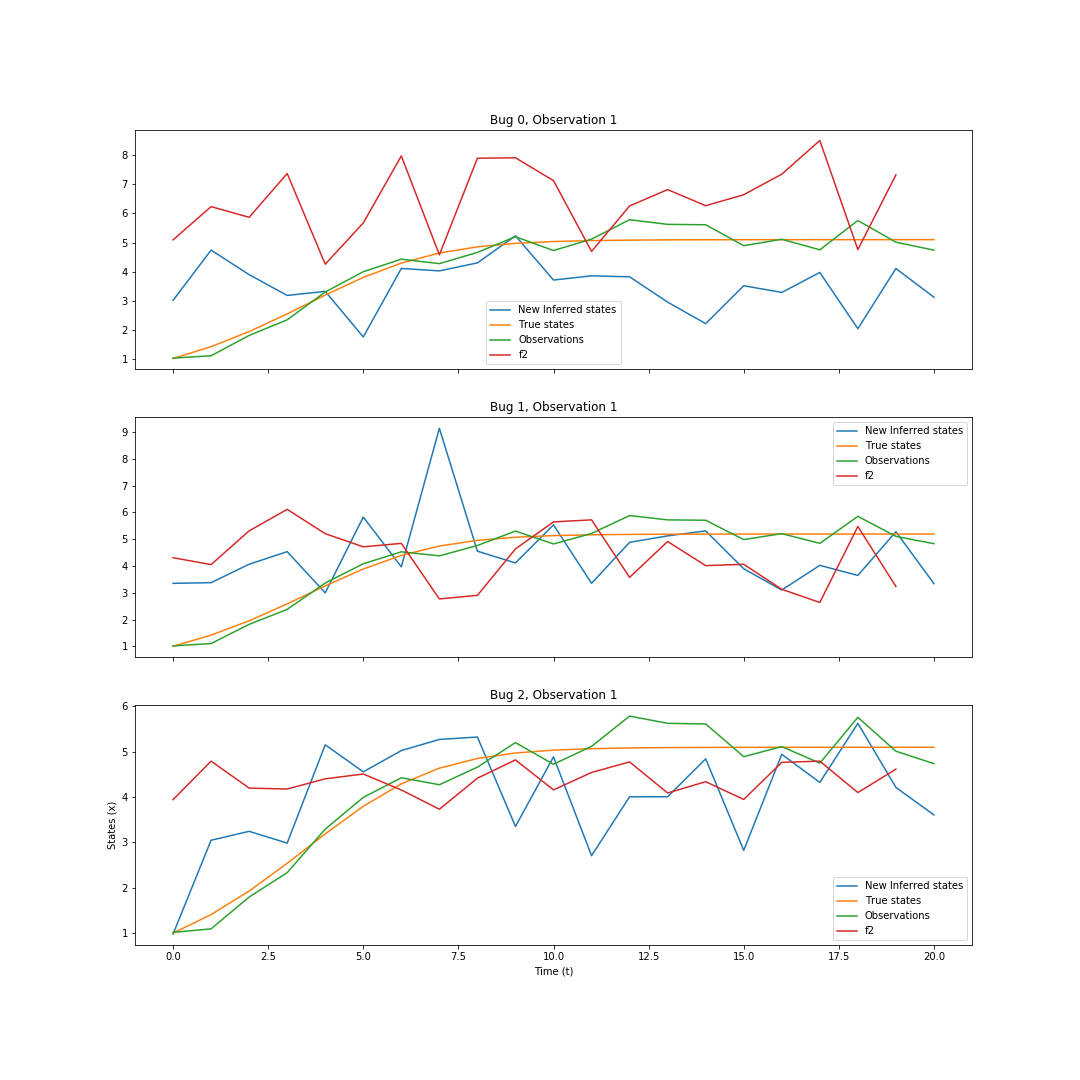 Bug 0, Observation 1
8
7
6
5
4
3
2
1
New Inferred states
True states
Observations
f2
Bug 1, Observation 1
9
8
7
6
5
4
3
2
1
New Inferred states
True states
Observations
f2
Bug 2, Observation 1
States (x)
6
5
4
3
2
1
New Inferred states
True states
Observations
f2
0.0 2.5 5.0 7.5 10.0 12.5 15.0 17.5 20.0
Time (t)